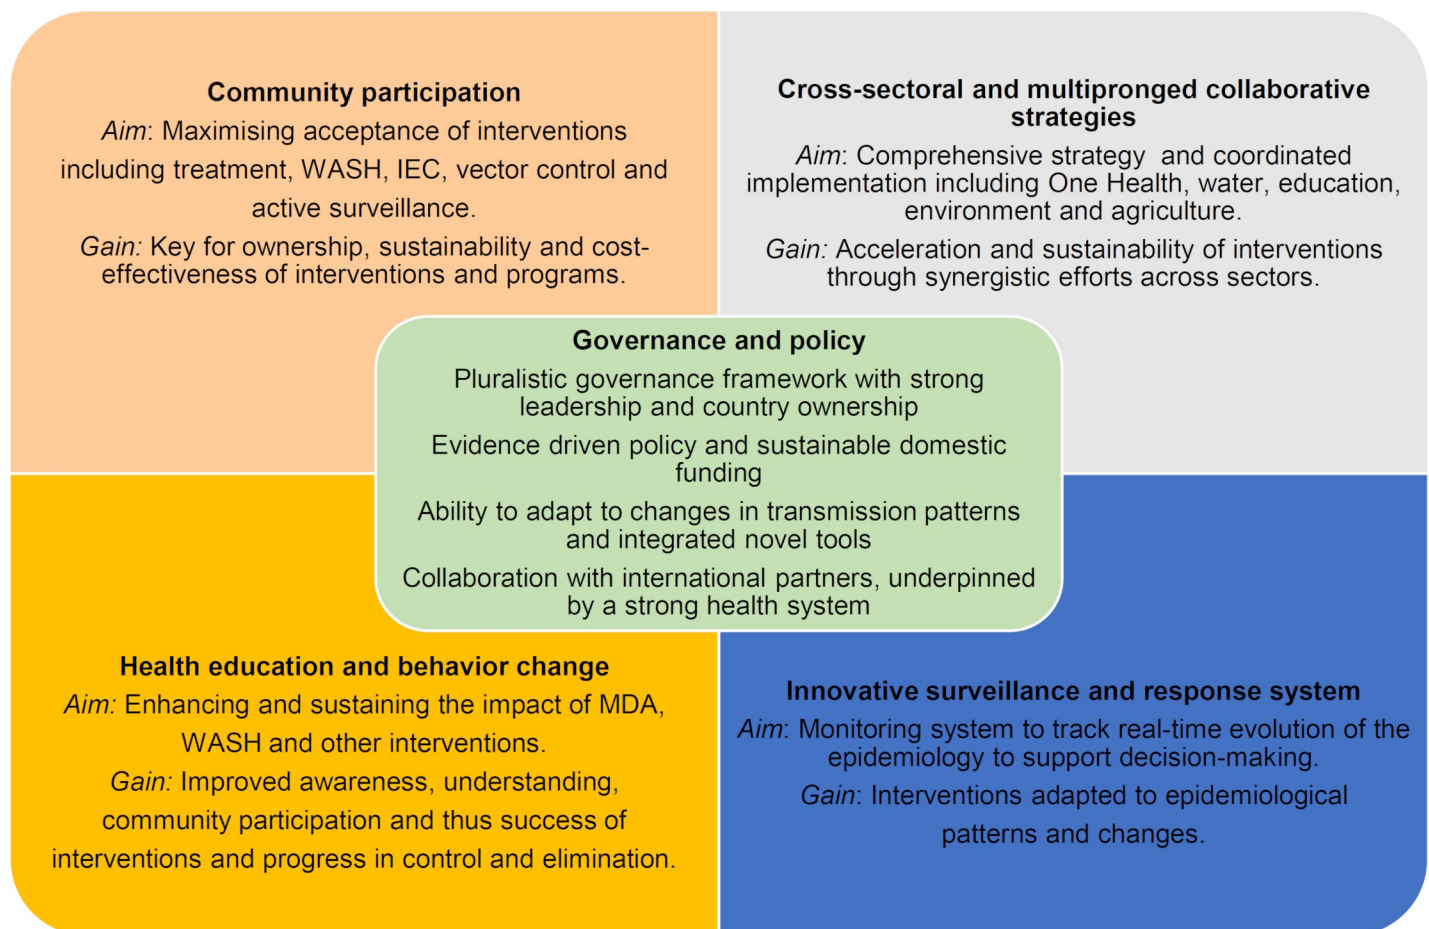 Community participation
Aim: Maximising acceptance of interventions
including treatment, WASH, IEC, vector control and
active surveillance.
Gain: Key for ownership, sustainability and cost-
effectiveness of interventions and programs.
Cross-sectoral and multipronged collaborative
strategies
Aim: Comprehensive strategy and coordinated
implementation including One Health, water, education,
environment and agriculture.
Gain: Acceleration and sustainability of interventions
through synergistic efforts across sectors.
Governance and policy
Pluralistic governance framework with strong
leadership and country ownership
Evidence driven policy and sustainable domestic
funding
Ability to adapt to changes in transmission patterns
and integrated novel tools
Collaboration with international partners, underpinned
by a strong health system
Health education and behavior change
Aim: Enhancing and sustaining the impact of MDA,
WASH and other interventions.
Gain: Improved awareness, understanding,
community participation and thus success of
interventions and progress in control and elimination.
Innovative surveillance and response system
Aim: Monitoring system to track real-time evolution of the
epidemiology to support decision-making.
Gain: Interventions adapted to epidemiological
patterns and changes.